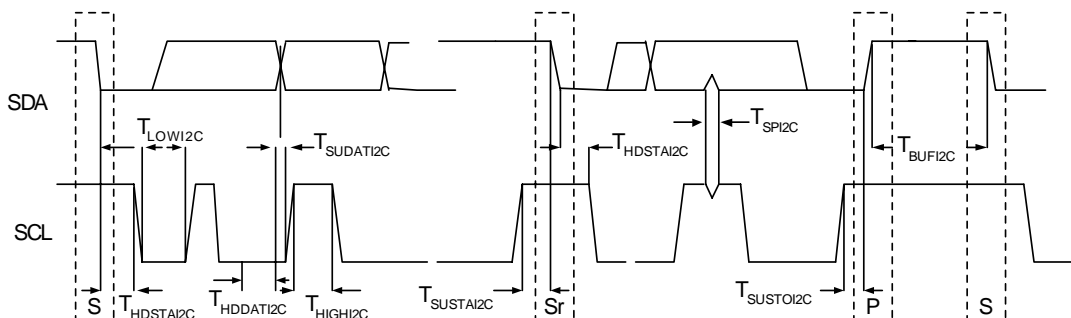 SDA
T_LOWI2C
T_SUDATI2C
T_SPI2C
T_HDSTAI2C
T_BUFI2C
SCL
S
T_HDSTAI2C
T_HDDATI2C
T_HIGHI2C
T_SUSTAI2C
Sr
T_SUSTOI2C
P
S